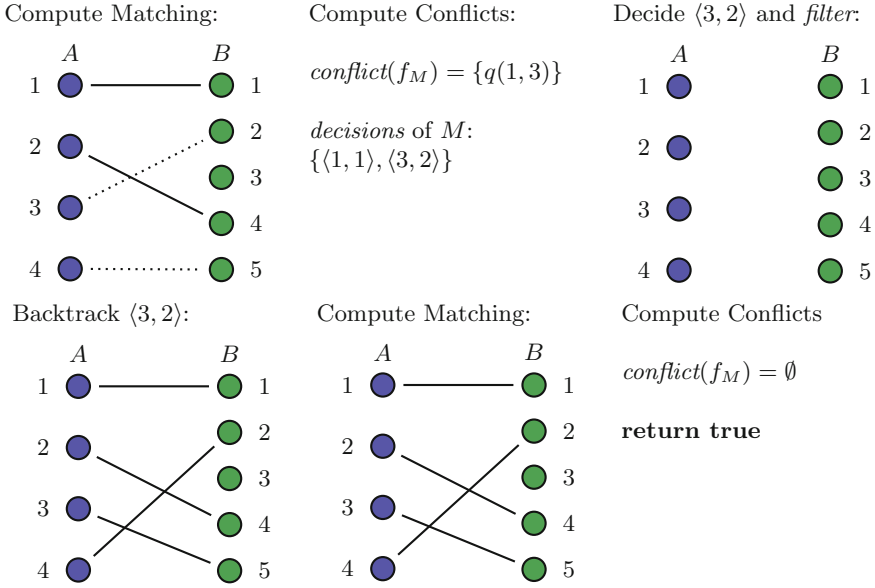 Compute Matching:
A B
1 1
2 2
3 3
4 4
5
Compute Conflicts:
conflict(f_M) = {q(1, 3)}
decisions of M:
{⟨1, 1⟩, ⟨3, 2⟩}
Decide ⟨3, 2⟩ and filter:
A B
1 1
2 2
3 3
4 4
5
Backtrack ⟨3, 2⟩:
A B
1 1
2 2
3 3
4 4
5
Compute Matching:
A B
1 1
2 2
3 3
4 4
5
Compute Conflicts
conflict(f_M) = ∅
return true